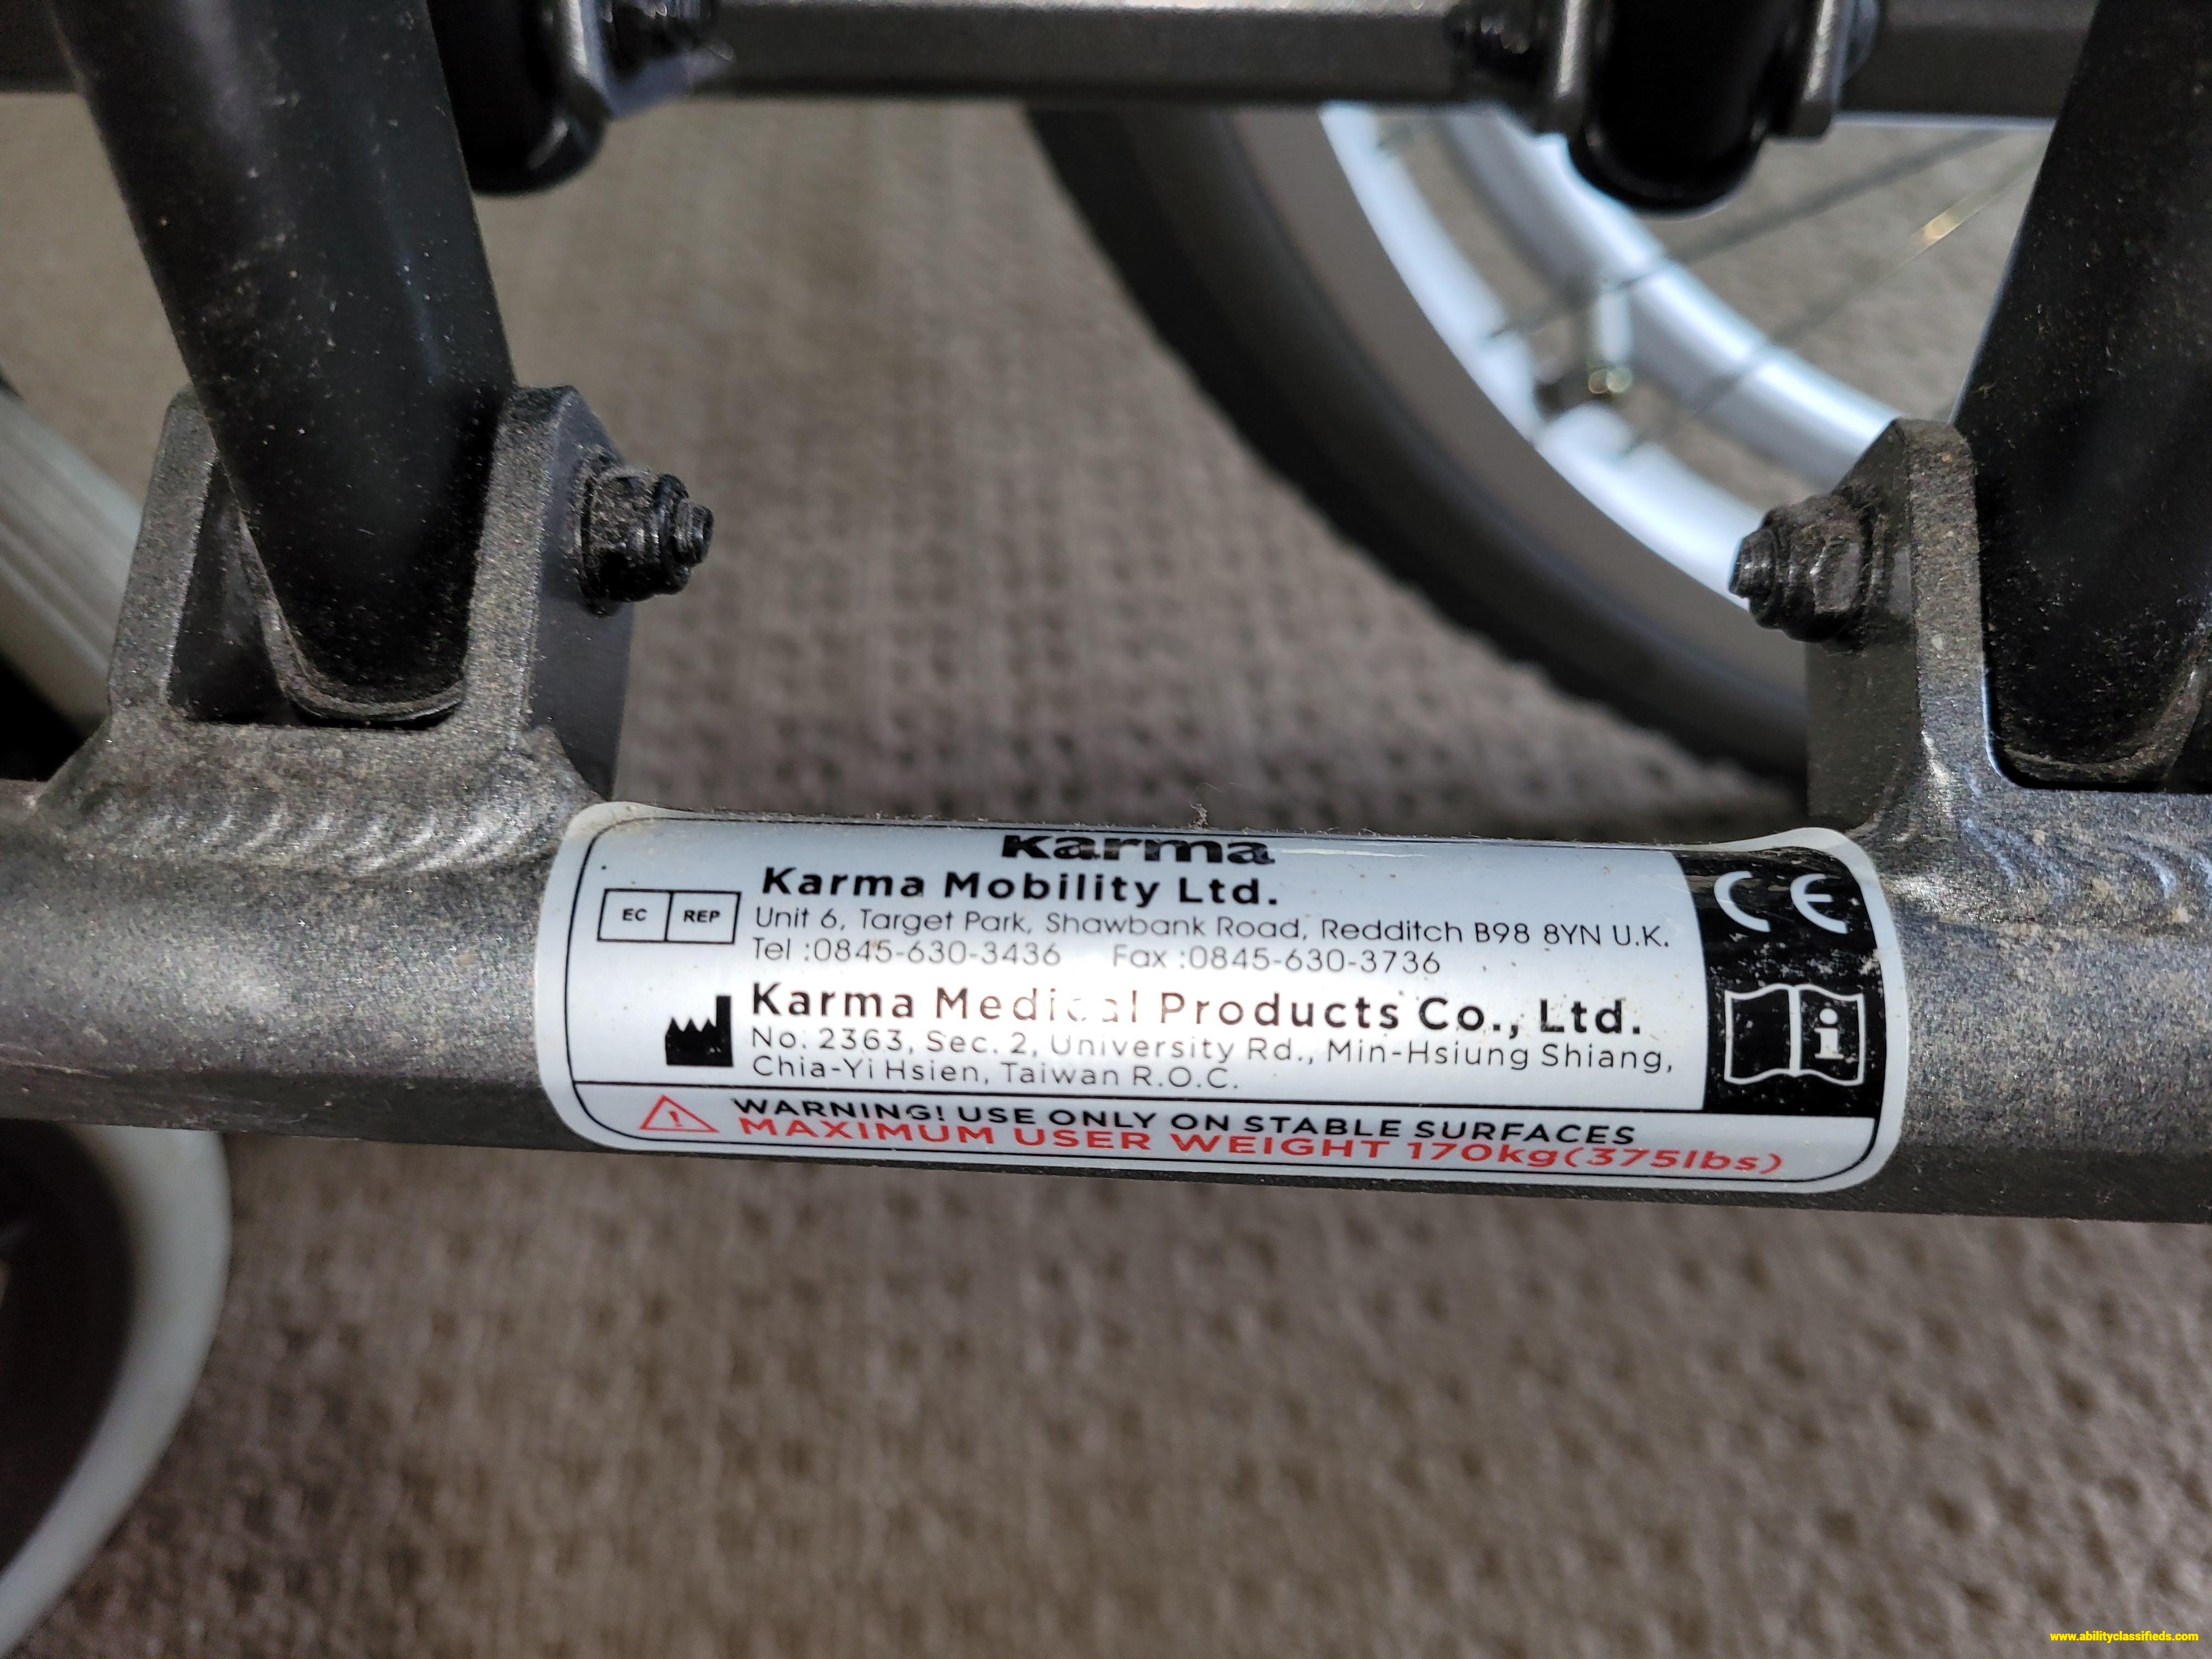 Karma
Karma Mobility Ltd.
EC REP
Unit 6, Target Park, Shawbank Road, Redditch B98 8YN U.K.
Tel :0845-630-3436 Fax :0845-630-3736
Karma Medical Products Co., Ltd.
No. 2363, Sec. 2, University Rd., Min-Hsiung Shiang,
Chia-Yi Hsien, Taiwan R.O.C.
CE
i
! WARNING! USE ONLY ON STABLE SURFACES
MAXIMUM USER WEIGHT 170kg(375lbs)
www.abilityclassifieds.com